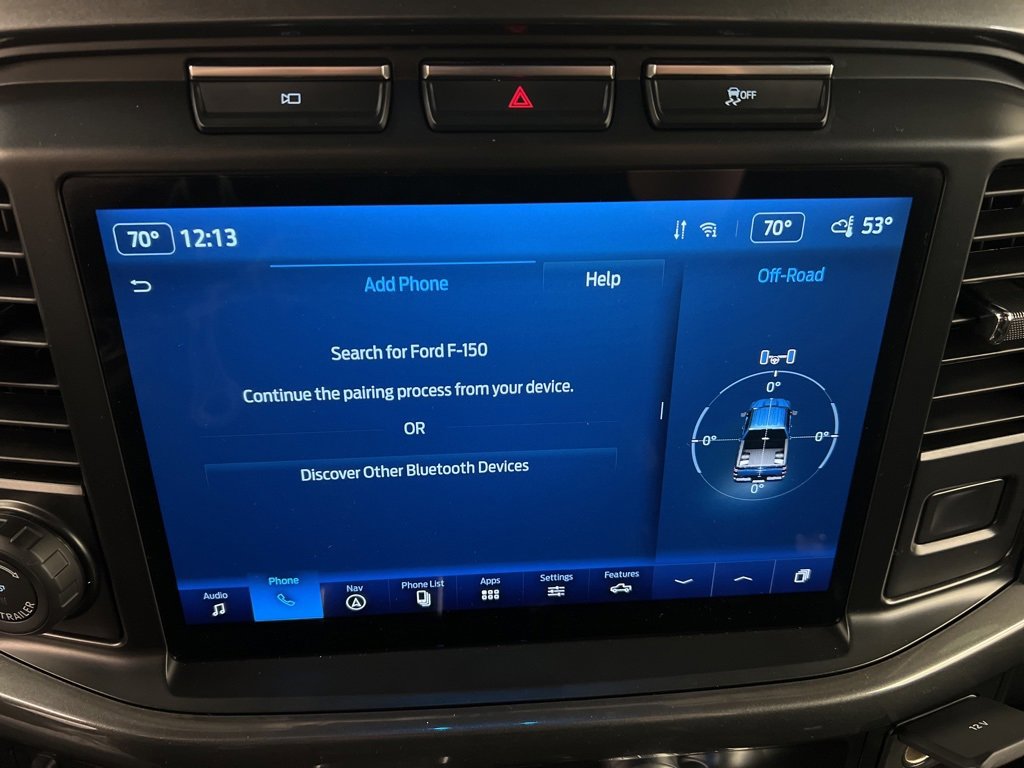 OFF
70° 12:13
70° 53°
Add Phone
Help
Off-Road
Search for Ford F-150
Continue the pairing process from your device.
OR
Discover Other Bluetooth Devices
0°
0°
0°
0°
Audio
Phone
Nav
Phone List
Apps
Settings
Features
TRAILER
12 V